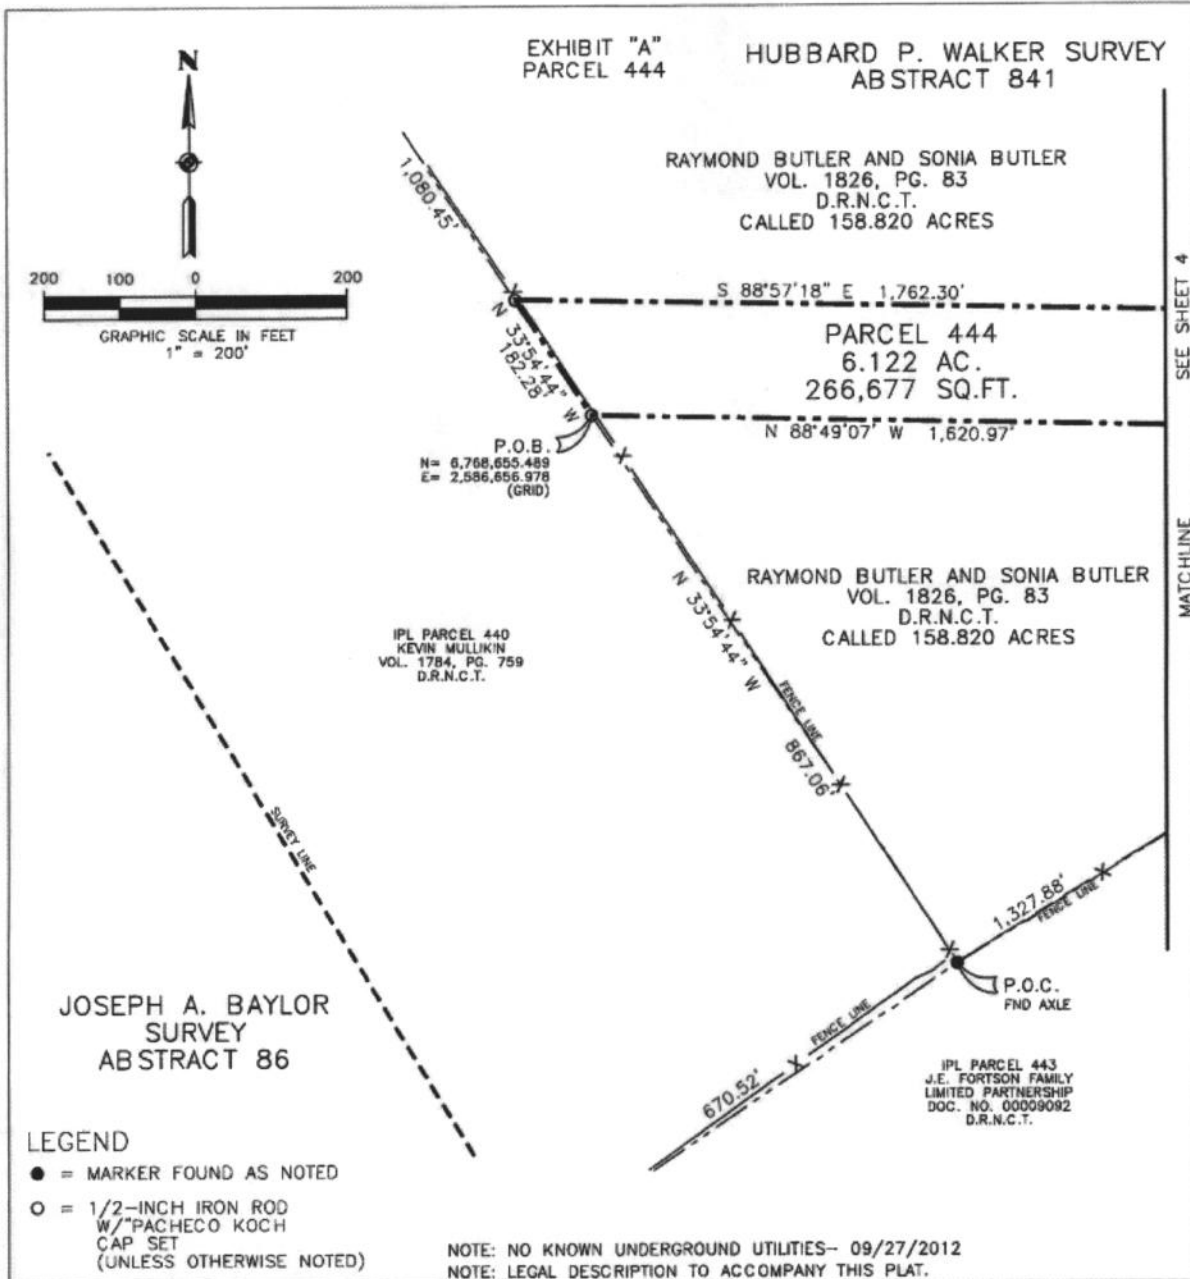 EXHIBIT "A"
PARCEL 444
HUBBARD P. WALKER SURVEY
ABSTRACT 841
N
RAYMOND BUTLER AND SONIA BUTLER
VOL. 1826, PG. 83
D.R.N.C.T.
CALLED 158.820 ACRES
1,080.45'
200 100 0 200
GRAPHIC SCALE IN FEET
1" = 200'
S 88°57'18" E 1,762.30'
SEE SHEET 4
PARCEL 444
6.122 AC.
266,677 SQ.FT.
N 33°54'44" W
182.28'
N 88°49'07" W 1,620.97'
P.O.B.
N= 6,768,655.489
E= 2,586,656.978
(GRID)
MATCHLINE
RAYMOND BUTLER AND SONIA BUTLER
VOL. 1826, PG. 83
D.R.N.C.T.
CALLED 158.820 ACRES
N 33°54'44" W
IPL PARCEL 440
KEVIN MULLIKIN
VOL. 1784, PG. 759
D.R.N.C.T.
FENCE LINE
867.06'
SURVEY LINE
1,327.88'
FENCE LINE
P.O.C.
FND AXLE
JOSEPH A. BAYLOR
SURVEY
ABSTRACT 86
FENCE LINE
670.52'
IPL PARCEL 443
J.E. FORTSON FAMILY
LIMITED PARTNERSHIP
DOC. NO. 00009092
D.R.N.C.T.
LEGEND
● = MARKER FOUND AS NOTED
○ = 1/2-INCH IRON ROD
W/"PACHECO KOCH
CAP SET
(UNLESS OTHERWISE NOTED)
NOTE: NO KNOWN UNDERGROUND UTILITIES- 09/27/2012
NOTE: LEGAL DESCRIPTION TO ACCOMPANY THIS PLAT.